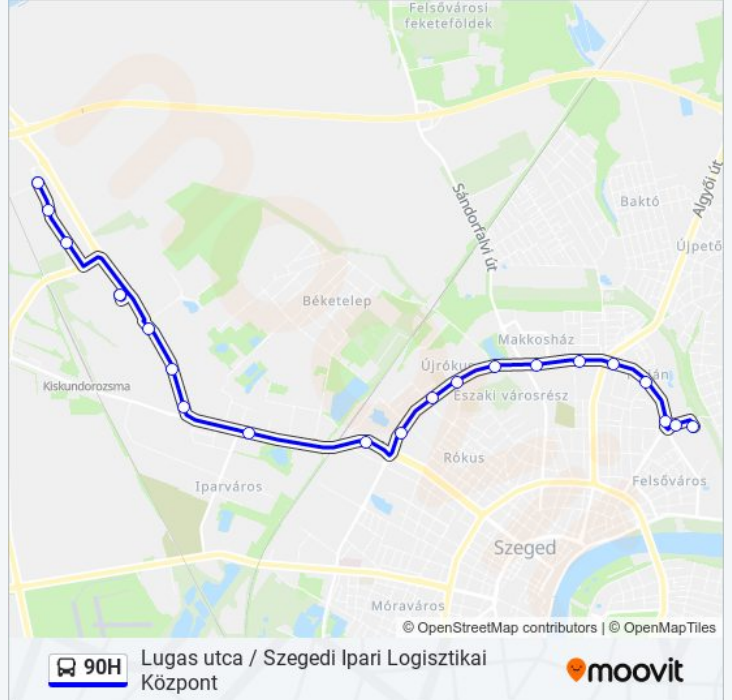 Felsővárosi
feketeföldek
Sándorfalvi út
Algyői út
Baktó
Újpető
Béketelep
Makkosház
Újrókus
Kiskundorozsma
Északi városrész
Rókus
Iparváros
Felsőváros
Szeged
Móraváros
© OpenStreetMap contributors | © OpenMapTiles
90H
Lugas utca / Szegedi Ipari Logisztikai
Központ
moovit